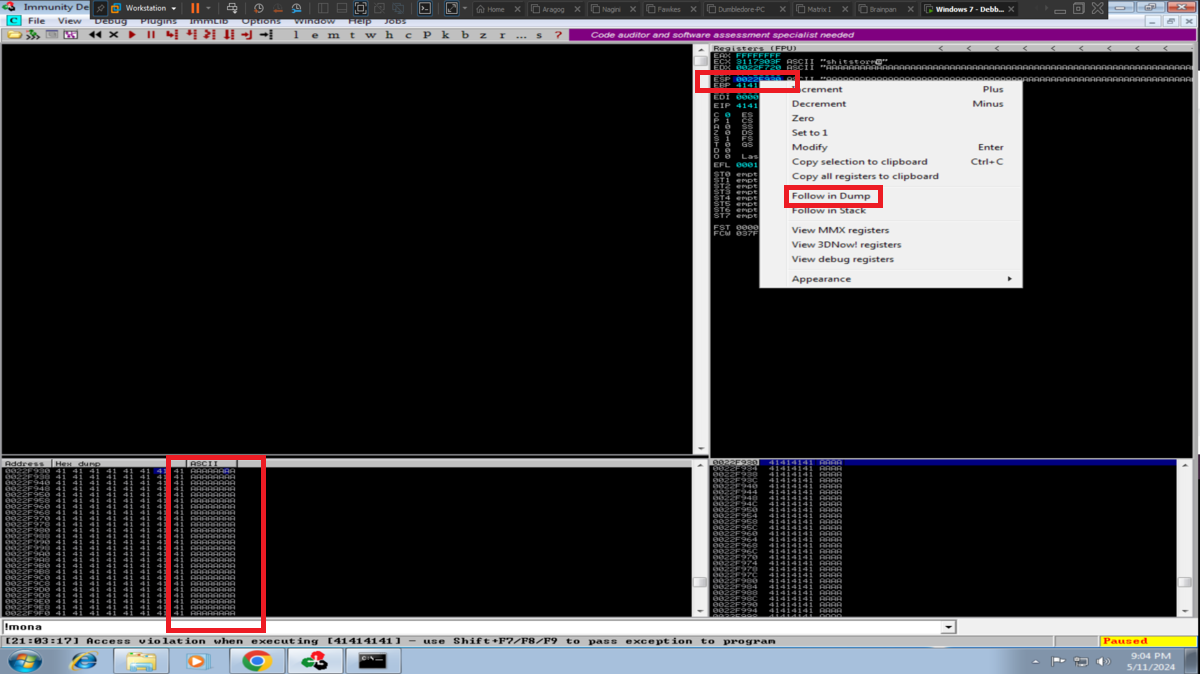 Immunity De
Workstation
Home
Aragog
Nagini
Fawkes
Dumbledore-PC
Matrix I
Brainpan
Windows 7 - Debb...
File View Debug Plugins ImmLib Options Window Help Jobs
l e m t w h c P k b z r ... s ?
Code auditor and software assessment specialist needed
Registers (FPU)
EAX FFFFFFFF
ECX 3117303F ASCII "shitstorm
EDX 0022F720 ASCII
ESP 0022F930 ASCII
EBP 4141
EDI 0000
EIP 4141
C 0 ES
P 1 CS
A 0 SS
Z 0 DS
S 1 FS
T 0 GS
D 0
O 0 Las
EFL 0001
ST0 empt
ST1 empt
ST2 empt
ST3 empt
ST4 empt
ST5 empt
ST6 empt
ST7 empt
FST 0000
FCW 037F
Increment Plus
Decrement Minus
Zero
Set to 1
Modify Enter
Copy selection to clipboard Ctrl+C
Copy all registers to clipboard
Follow in Dump
Follow in Stack
View MMX registers
View 3DNow! registers
View debug registers
Appearance
Address Hex dump ASCII
0022F930 41 41 41 41 41 41 41 41 AAAAAAAA
0022F938 41 41 41 41 41 41 41 41 AAAAAAAA
0022F940 41 41 41 41 41 41 41 41 AAAAAAAA
0022F948 41 41 41 41 41 41 41 41 AAAAAAAA
0022F950 41 41 41 41 41 41 41 41 AAAAAAAA
0022F958 41 41 41 41 41 41 41 41 AAAAAAAA
0022F960 41 41 41 41 41 41 41 41 AAAAAAAA
0022F968 41 41 41 41 41 41 41 41 AAAAAAAA
0022F970 41 41 41 41 41 41 41 41 AAAAAAAA
0022F978 41 41 41 41 41 41 41 41 AAAAAAAA
0022F980 41 41 41 41 41 41 41 41 AAAAAAAA
0022F988 41 41 41 41 41 41 41 41 AAAAAAAA
0022F990 41 41 41 41 41 41 41 41 AAAAAAAA
0022F998 41 41 41 41 41 41 41 41 AAAAAAAA
0022F9A0 41 41 41 41 41 41 41 41 AAAAAAAA
0022F9A8 41 41 41 41 41 41 41 41 AAAAAAAA
0022F9B0 41 41 41 41 41 41 41 41 AAAAAAAA
0022F9B8 41 41 41 41 41 41 41 41 AAAAAAAA
0022F9C0 41 41 41 41 41 41 41 41 AAAAAAAA
0022F9C8 41 41 41 41 41 41 41 41 AAAAAAAA
0022F9D0 41 41 41 41 41 41 41 41 AAAAAAAA
0022F9D8 41 41 41 41 41 41 41 41 AAAAAAAA
0022F9E0 41 41 41 41 41 41 41 41 AAAAAAAA
0022F9E8 41 41 41 41 41 41 41 41 AAAAAAAA
0022F9F0 41 41 41 41 41 41 41 41 AAAAAAAA
0022F930 41414141 AAAA
0022F934 41414141 AAAA
0022F938 41414141 AAAA
0022F93C 41414141 AAAA
0022F940 41414141 AAAA
0022F944 41414141 AAAA
0022F948 41414141 AAAA
0022F94C 41414141 AAAA
0022F950 41414141 AAAA
0022F954 41414141 AAAA
0022F958 41414141 AAAA
0022F95C 41414141 AAAA
0022F960 41414141 AAAA
0022F964 41414141 AAAA
0022F968 41414141 AAAA
0022F96C 41414141 AAAA
0022F970 41414141 AAAA
0022F974 41414141 AAAA
0022F978 41414141 AAAA
0022F97C 41414141 AAAA
0022F980 41414141 AAAA
0022F984 41414141 AAAA
0022F988 41414141 AAAA
0022F98C 41414141 AAAA
0022F990 41414141 AAAA
0022F994 41414141 AAAA
!mona
[21:03:17] Access violation when executing [41414141] - use Shift+F7/F8/F9 to pass exception to program
Paused
9:04 PM
5/11/2024